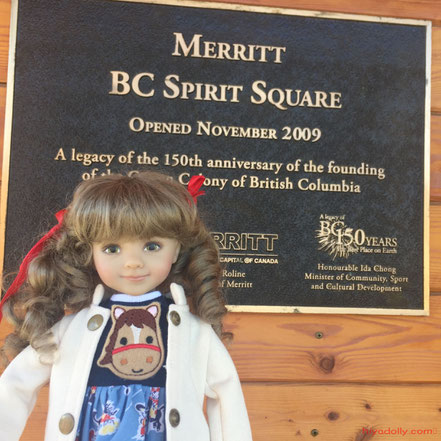 MERRITT
BC SPIRIT SQUARE
OPENED NOVEMBER 2009
A legacy of the 150th anniversary of the founding
of the Colony of British Columbia
A legacy of
BC150 YEARS
The Best Place on Earth
RRITT
CAPITAL OF CANADA
Roline
of Merritt
Honourable Ida Chong
Minister of Community, Sport
and Cultural Development